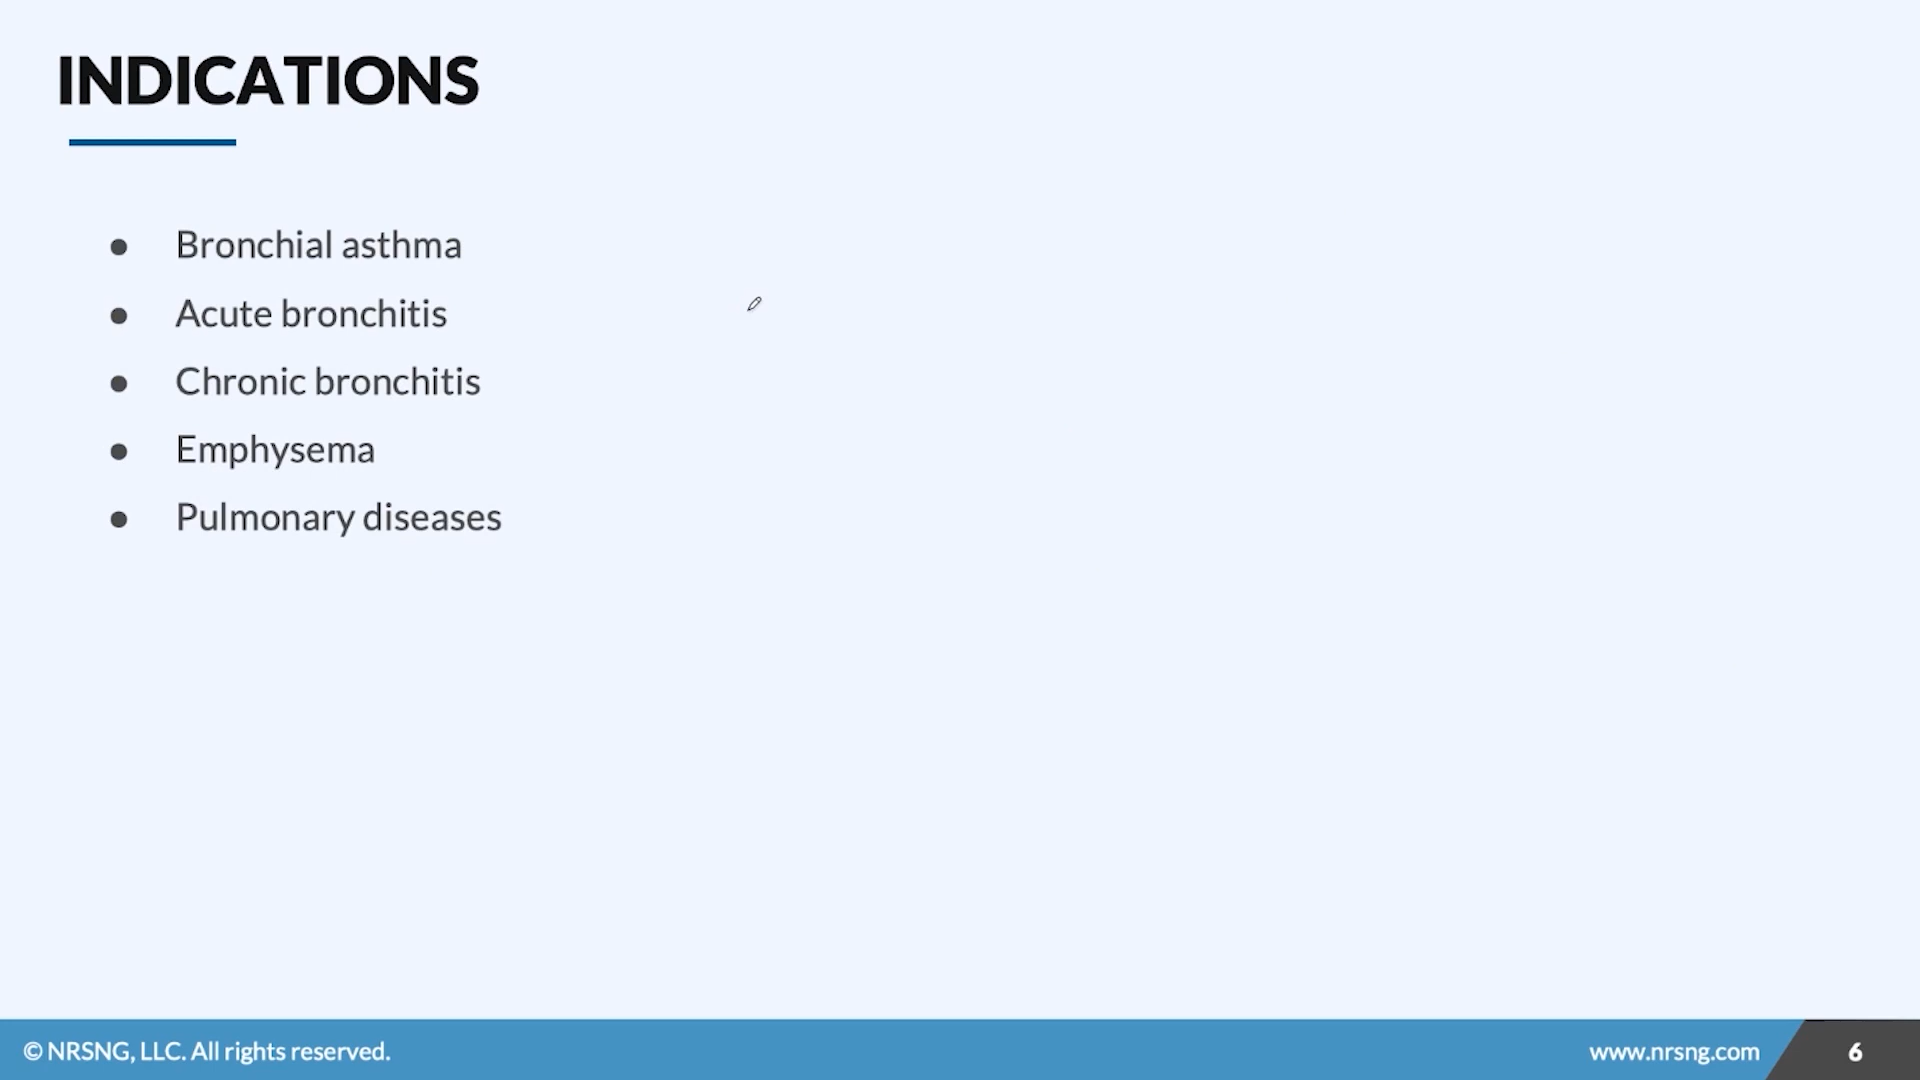 INDICATIONS
● Bronchial asthma
● Acute bronchitis
● Chronic bronchitis
● Emphysema
● Pulmonary diseases
© NRSNG, LLC. All rights reserved.
www.nrsng.com
6